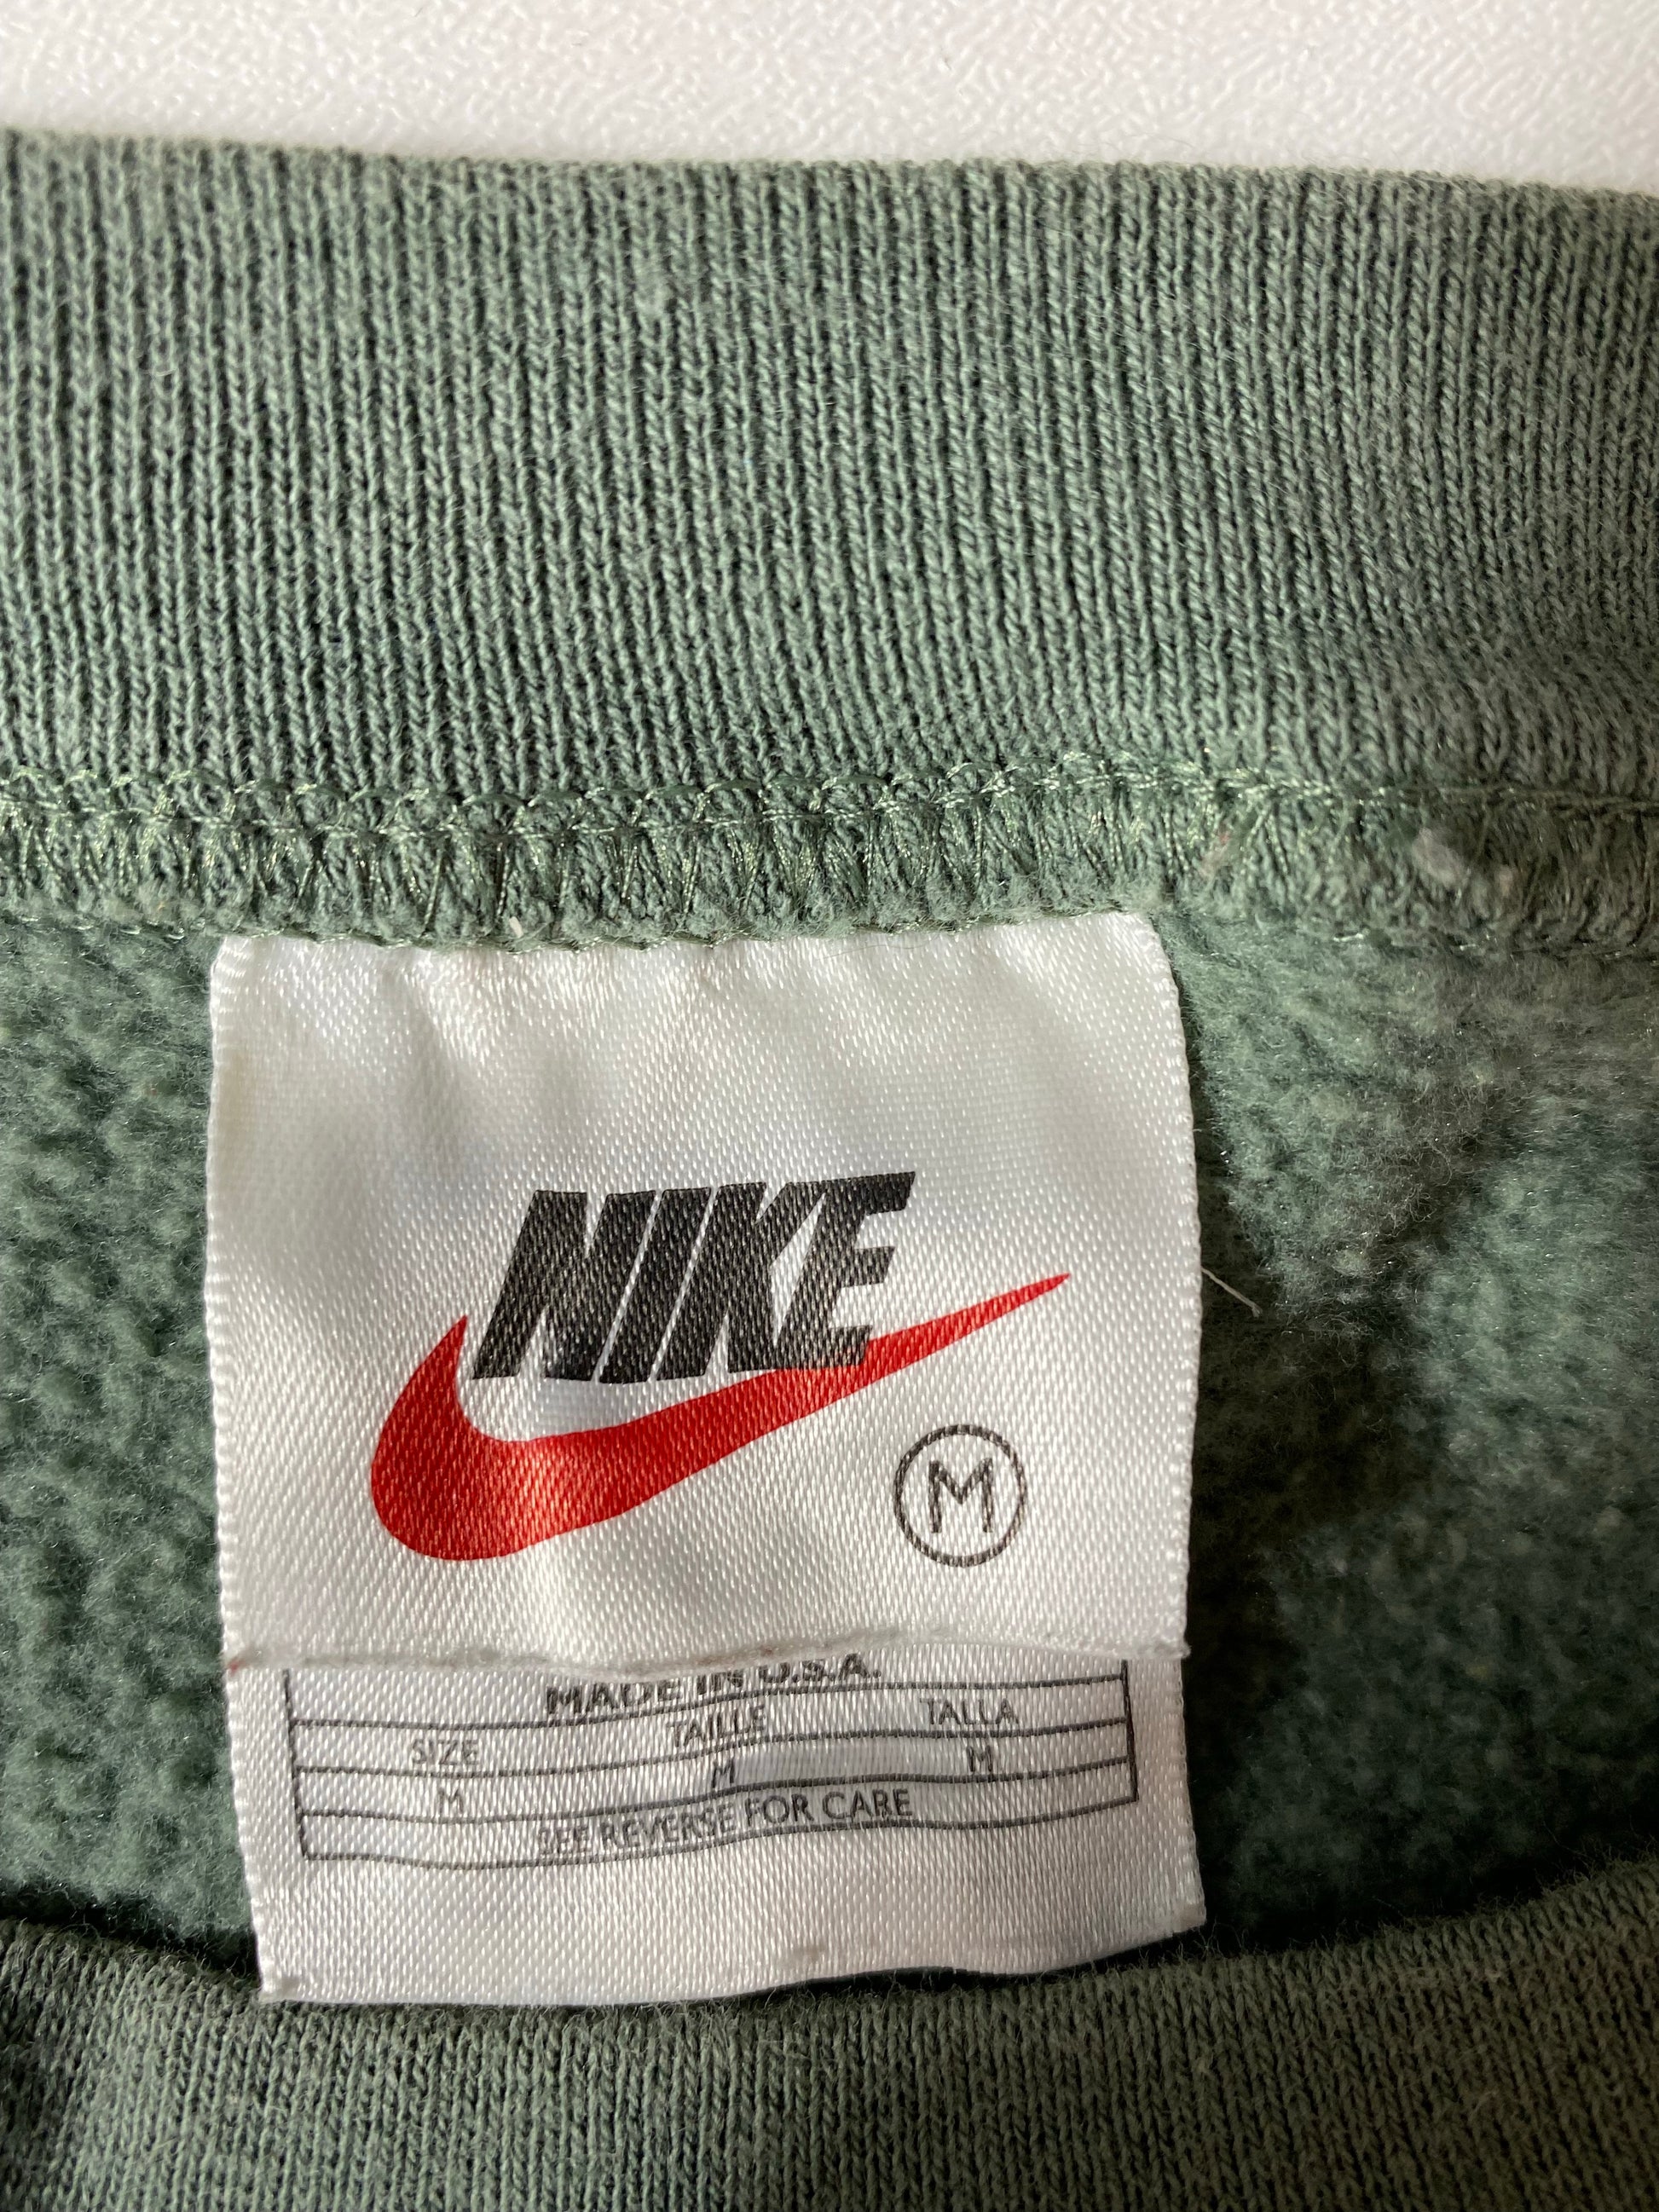 NIKE
M
MADE IN U.S.A.
SIZE TAILLE TALLA
M M M
SEE REVERSE FOR CARE